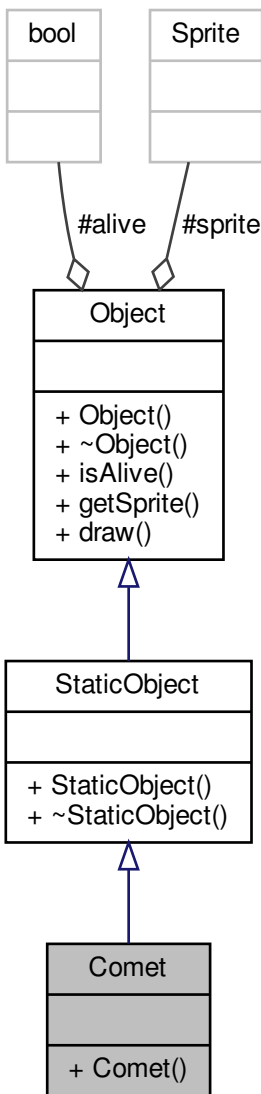 bool
Sprite
#alive
#sprite
Object
+ Object()
+ ~Object()
+ isAlive()
+ getSprite()
+ draw()
StaticObject
+ StaticObject()
+ ~StaticObject()
Comet
+ Comet()